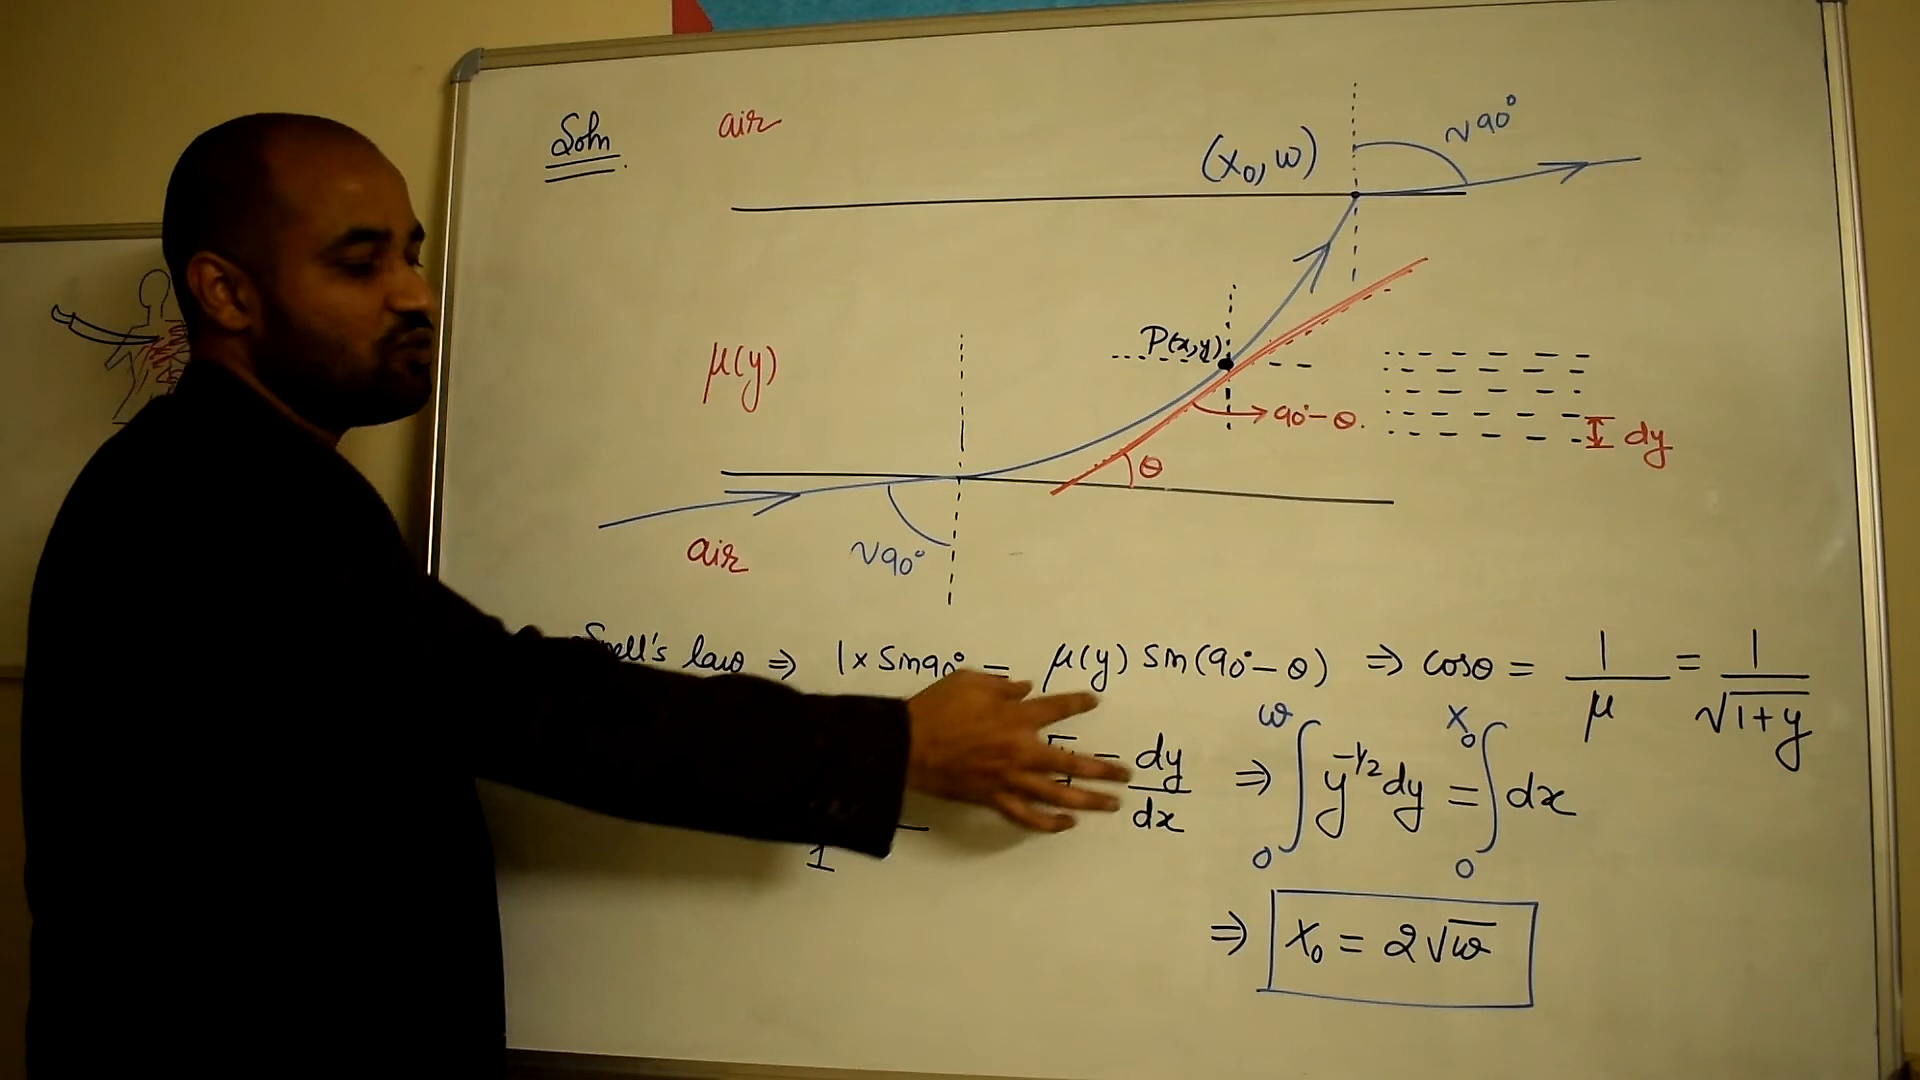 Soln.
air
(x₀, w)
~90°
P(x,y)
μ(y)
90°-θ.
dy
θ
air
~90°
Snell's law ⇒ 1 x Sin90° = μ(y) Sin(90°-θ) ⇒ cosθ = 1/μ = 1/√(1+y)
= dy/dx ⇒ ∫₀^w y^(-1/2) dy = ∫₀^x₀ dx
1
⇒ x₀ = 2√w